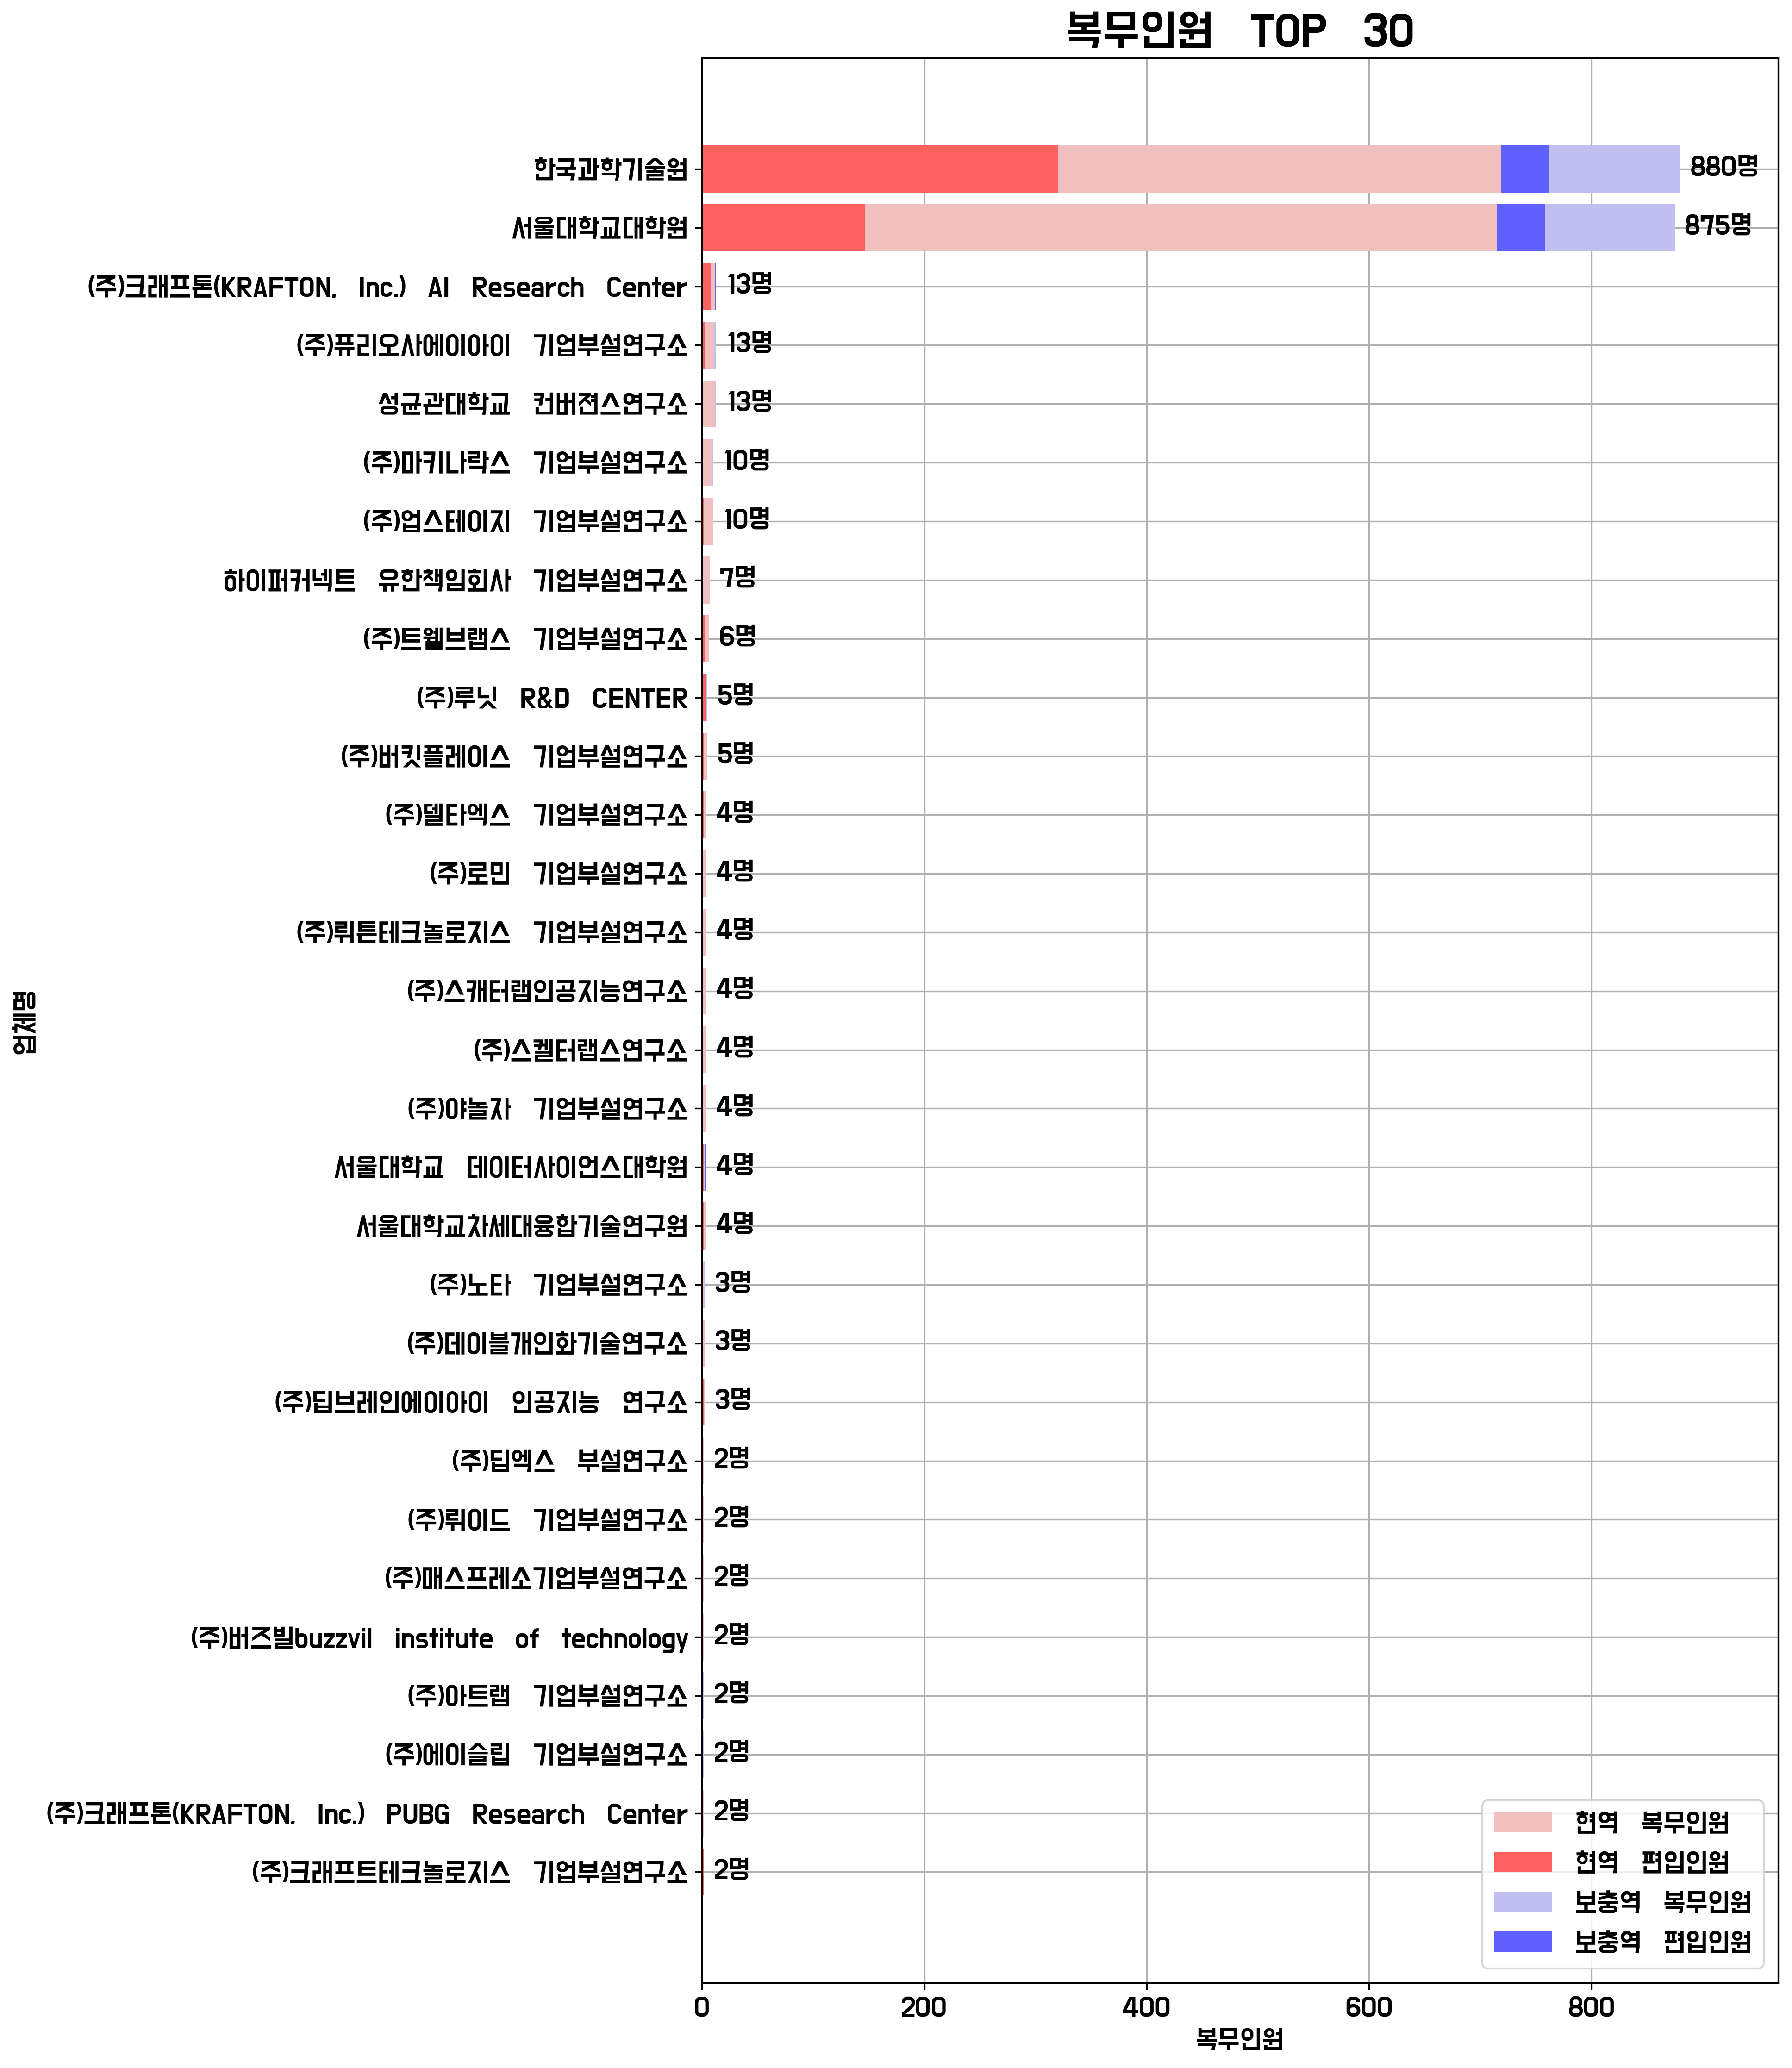 복무인원 TOP 30
한국과학기술원 880명
서울대학교대학원 875명
(주)크래프톤(KRAFTON, Inc.) AI Research Center 13명
(주)퓨리오사에이아이 기업부설연구소 13명
성균관대학교 컨버젼스연구소 13명
(주)마키나락스 기업부설연구소 10명
(주)업스테이지 기업부설연구소 10명
하이퍼커넥트 유한책임회사 기업부설연구소 7명
(주)트웰브랩스 기업부설연구소 6명
(주)루닛 R&D CENTER 5명
(주)버킷플레이스 기업부설연구소 5명
(주)델타엑스 기업부설연구소 4명
(주)로민 기업부설연구소 4명
(주)뤼튼테크놀로지스 기업부설연구소 4명
(주)스캐터랩인공지능연구소 4명
(주)스켈터랩스연구소 4명
(주)야놀자 기업부설연구소 4명
서울대학교 데이터사이언스대학원 4명
서울대학교차세대융합기술연구원 4명
(주)노타 기업부설연구소 3명
(주)데이블개인화기술연구소 3명
(주)딥브레인에이아이 인공지능 연구소 3명
(주)딥엑스 부설연구소 2명
(주)뤼이드 기업부설연구소 2명
(주)매스프레소기업부설연구소 2명
(주)버즈빌buzzvil institute of technology 2명
(주)아트랩 기업부설연구소 2명
(주)에이슬립 기업부설연구소 2명
(주)크래프톤(KRAFTON, Inc.) PUBG Research Center 2명
(주)크래프트테크놀로지스 기업부설연구소 2명
업체명
현역 복무인원
현역 편입인원
보충역 복무인원
보충역 편입인원
0 200 400 600 800
복무인원